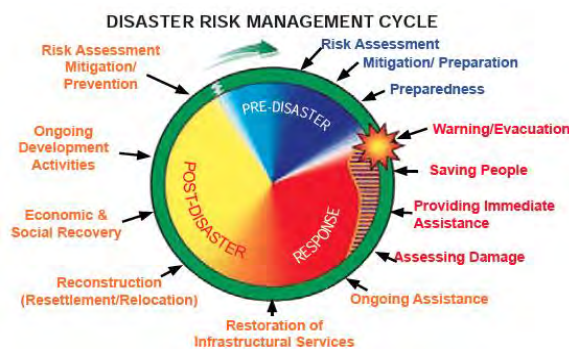 DISASTER RISK MANAGEMENT CYCLE
Risk Assessment
Mitigation/ Preparation
Preparedness
Warning/Evacuation
Saving People
Providing Immediate
Assistance
Assessing Damage
Ongoing Assistance
Restoration of
Infrastructural Services
Reconstruction
(Resettlement/Relocation)
Economic &
Social Recovery
Ongoing
Development
Activities
Risk Assessment
Mitigation/
Prevention
PRE-DISASTER
RESPONSE
POST-DISASTER